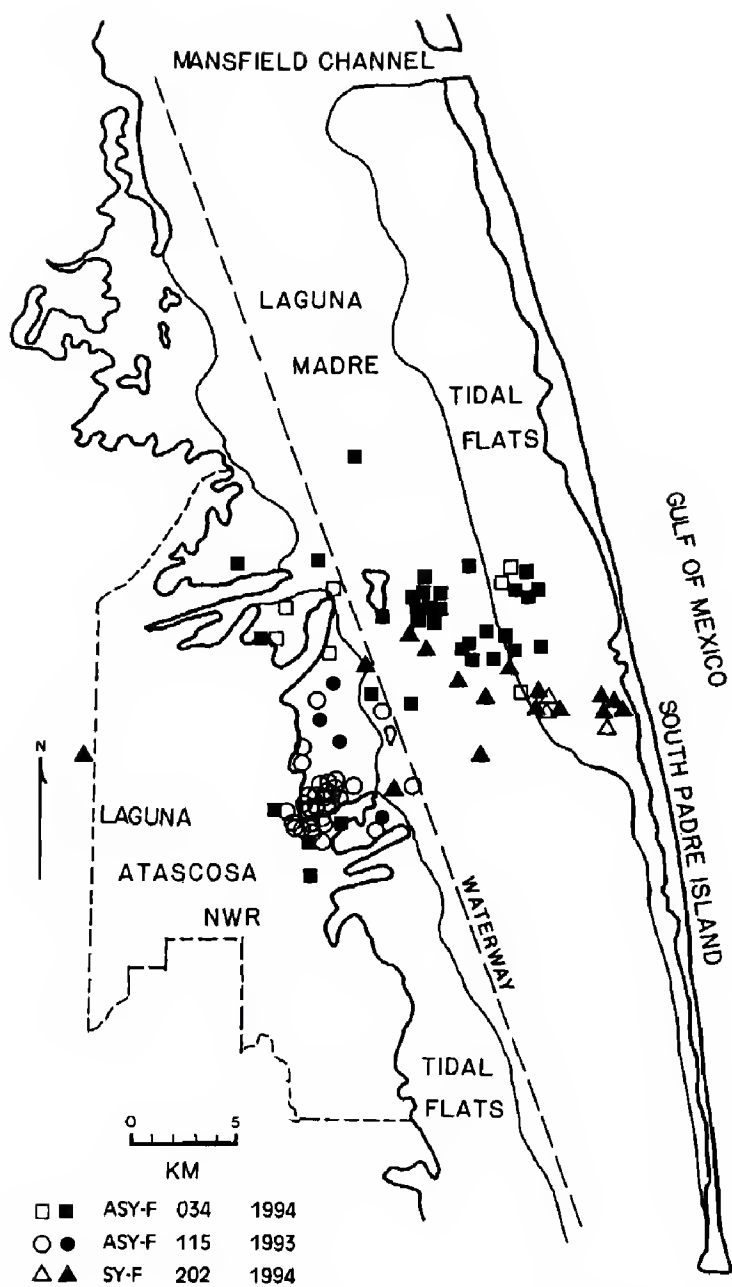 MANSFIELD CHANNEL
LAGUNA
MADRE
TIDAL
FLATS
GULF OF MEXICO
SOUTH PADRE ISLAND
N
LAGUNA
ATASCOSA
NWR
WATERWAY
TIDAL
FLATS
0 5
KM
ASY-F 034 1994
ASY-F 115 1993
SY-F 202 1994